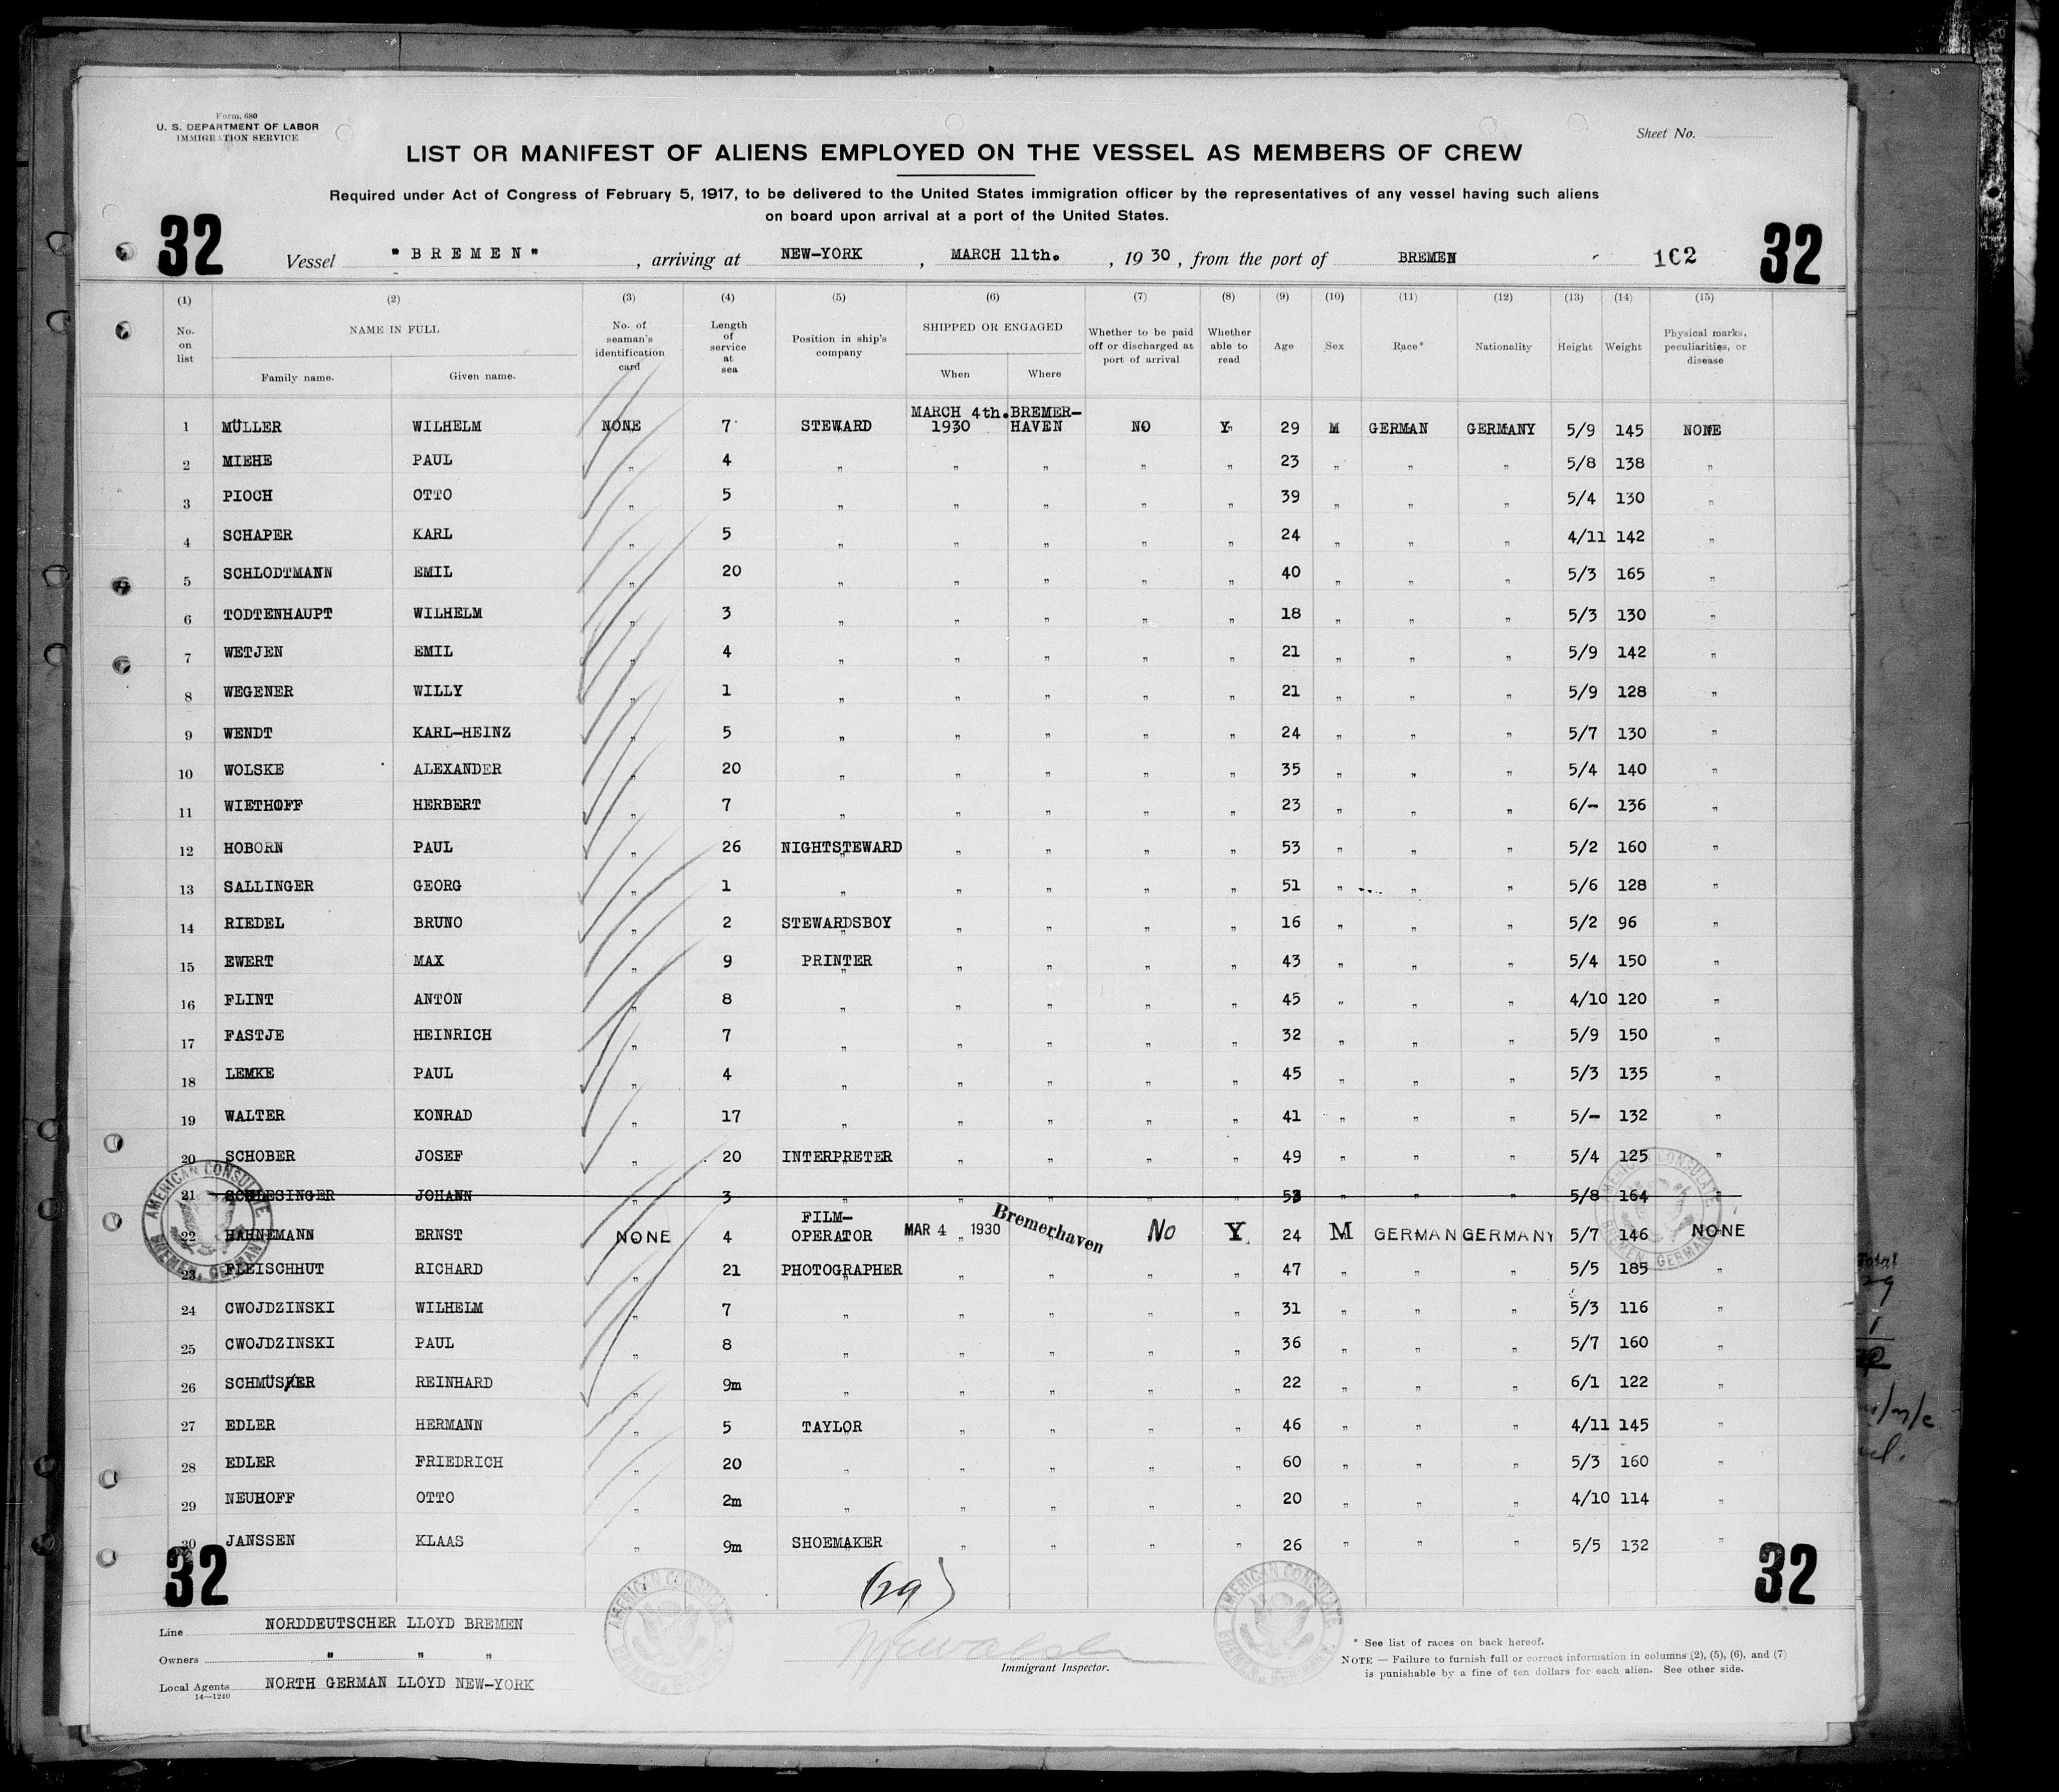 Form. 680
U. S. DEPARTMENT OF LABOR
IMMIGRATION SERVICE
Sheet No.
LIST OR MANIFEST OF ALIENS EMPLOYED ON THE VESSEL AS MEMBERS OF CREW
Required under Act of Congress of February 5, 1917, to be delivered to the United States immigration officer by the representatives of any vessel having such aliens
on board upon arrival at a port of the United States.
32 Vessel "BREMEN", arriving at NEW-YORK, MARCH 11th., 1930, from the port of BREMEN 102 32
(1) (2) (3) (4) (5) (6) (7) (8) (9) (10) (11) (12) (13) (14) (15)
No. on list NAME IN FULL Family name. Given name. No. of seaman's identification card Length of service at sea Position in ship's company SHIPPED OR ENGAGED When Where Whether to be paid off or discharged at port of arrival Whether able to read Age Sex Race* Nationality Height Weight Physical marks, peculiarities, or disease
1 MÜLLER WILHELM NONE 7 STEWARD MARCH 4th. 1930 BREMER-HAVEN NO Y 29 M GERMAN GERMANY 5/9 145 NONE
2 MIEHE PAUL " 4 " " " " " 23 " " " 5/8 138 "
3 PIOCH OTTO " 5 " " " " " 39 " " " 5/4 130 "
4 SCHAPER KARL " 5 " " " " " 24 " " " 4/11 142 "
5 SCHLODTMANN EMIL " 20 " " " " " 40 " " " 5/3 165 "
6 TODTENHAUPT WILHELM " 3 " " " " " 18 " " " 5/3 130 "
7 WETJEN EMIL " 4 " " " " " 21 " " " 5/9 142 "
8 WEGENER WILLY " 1 " " " " " 21 " " " 5/9 128 "
9 WENDT KARL-HEINZ " 5 " " " " " 24 " " " 5/7 130 "
10 WOLSKE ALEXANDER " 20 " " " " " 35 " " " 5/4 140 "
11 WIETHOFF HERBERT " 7 " " " " " 23 " " " 6/- 136 "
12 HOBORN PAUL " 26 NIGHTSTEWARD " " " " 53 " " " 5/2 160 "
13 SALLINGER GEORG " 1 " " " " " 51 " " " 5/6 128 "
14 RIEDEL BRUNO " 2 STEWARDSBOY " " " " 16 " " " 5/2 96 "
15 EWERT MAX " 9 PRINTER " " " " 43 " " " 5/4 150 "
16 FLINT ANTON " 8 " " " " " 45 " " " 4/10 120 "
17 FASTJE HEINRICH " 7 " " " " " 32 " " " 5/9 150 "
18 LEMKE PAUL " 4 " " " " " 45 " " " 5/3 135 "
19 WALTER KONRAD " 17 " " " " " 41 " " " 5/- 132 "
20 SCHOBER JOSEF " 20 INTERPRETER " " " " 49 " " " 5/4 125 "
21 SCHLESINGER JOHANN " 3 " " " " " " " " 5/8 164 "
22 HAHNEMANN ERNST NONE 4 FILM-OPERATOR MAR 4 1930 Bremerhaven No Y 24 M GERMAN GERMANY 5/7 146 NONE
23 FLEISCHHUT RICHARD " 21 PHOTOGRAPHER " " " " 47 " " " 5/5 185 "
24 CWOJDZINSKI WILHELM " 7 " " " " " 31 " " " 5/3 116 "
25 CWOJDZINSKI PAUL " 8 " " " " " 36 " " " 5/7 160 "
26 REINHARD " 9m " " " " " 22 " " " 6/1 122 "
27 EDLER HERMANN " 5 TAYLOR " " " " 46 " " " 4/11 145 "
28 EDLER FRIEDRICH " 20 " " " " " 60 " " " 5/3 160 "
29 NEUHOFF OTTO " 2m " " " " " 20 " " " 4/10 114 "
30 JANSSEN KLAAS " 9m SHOEMAKER " " " " 26 " " " 5/5 132 "
AMERICAN CONSULATE BREMEN, GERMANY
AMERICAN CONSULATE BREMEN, GERMANY
32 (29) 32
Line NORDDEUTSCHER LLOYD BREMEN
Owners " " "
Local Agents NORTH GERMAN LLOYD NEW-YORK
14—1240
AMERICAN CONSULATE
AMERICAN CONSULATE BREMEN, GERMANY
Immigrant Inspector.
* See list of races on back hereof.
NOTE — Failure to furnish full or correct information in columns (2), (5), (6), and (7)
is punishable by a fine of ten dollars for each alien. See other side.